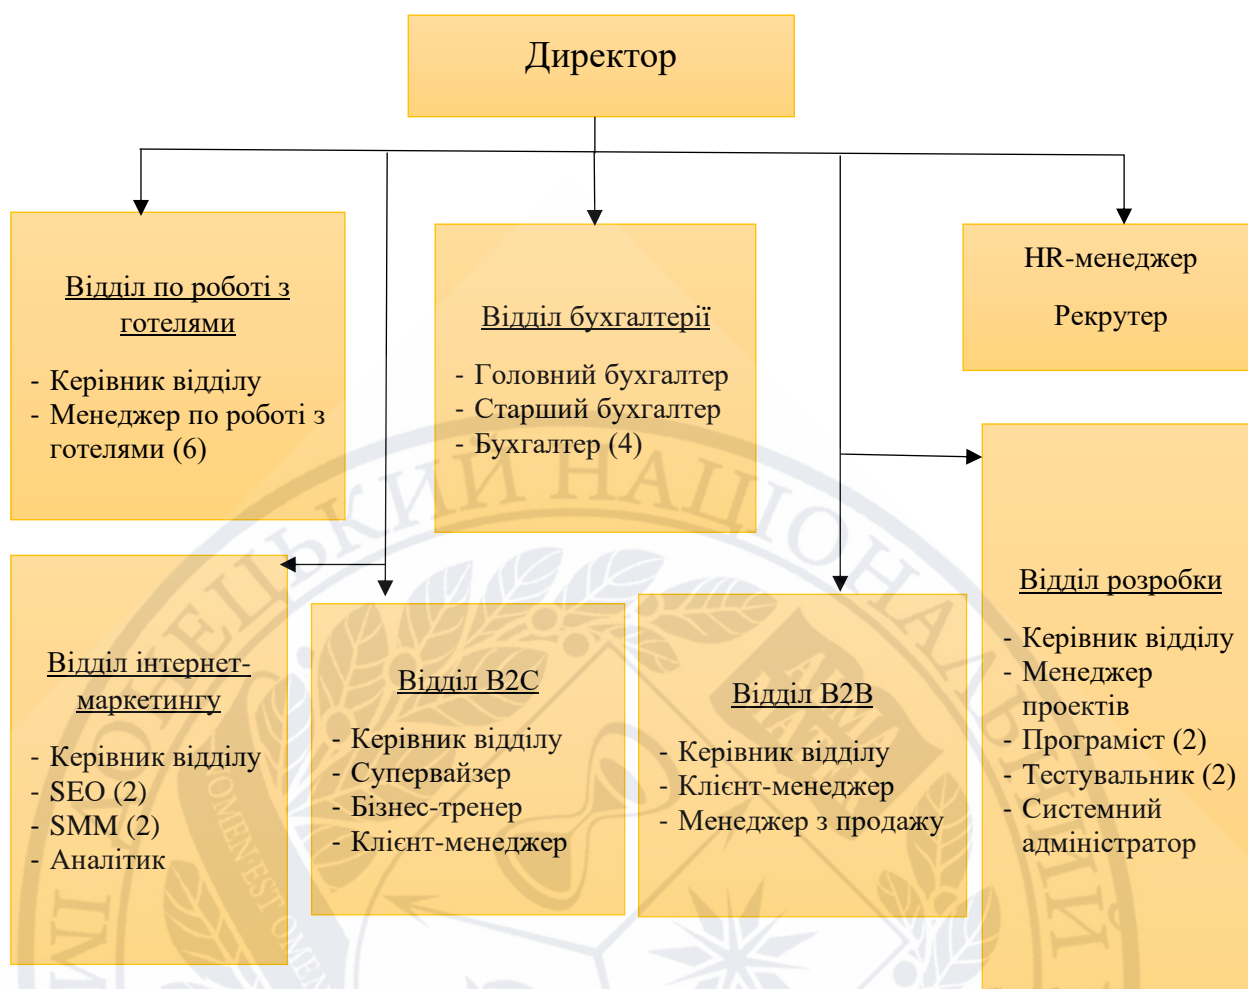 Директор
Відділ по роботі з
готелями
- Керівник відділу
- Менеджер по роботі з
готелями (6)
Відділ бухгалтерії
- Головний бухгалтер
- Старший бухгалтер
- Бухгалтер (4)
HR-менеджер
Рекрутер
Відділ інтернет-
маркетингу
- Керівник відділу
- SEO (2)
- SMM (2)
- Аналітик
Відділ B2C
- Керівник відділу
- Супервайзер
- Бізнес-тренер
- Клієнт-менеджер
Відділ B2B
- Керівник відділу
- Клієнт-менеджер
- Менеджер з продажу
Відділ розробки
- Керівник відділу
- Менеджер
проектів
- Програміст (2)
- Тестувальник (2)
- Системний
адміністратор